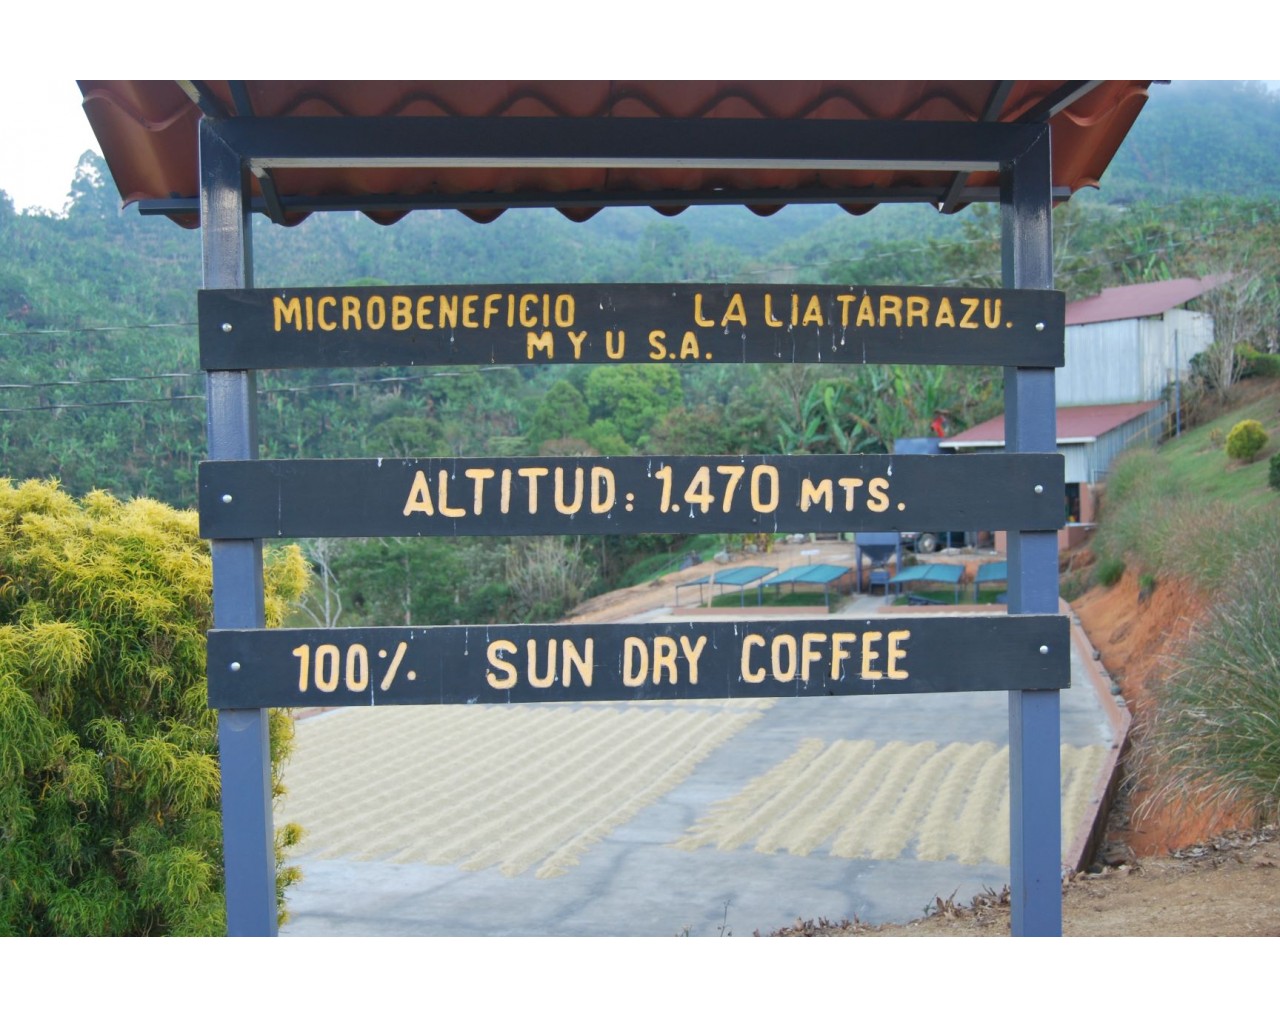 MICROBENEFICIO LA LIA TARRAZU.
M Y U S.A.
ALTITUD: 1.470 MTS.
100% SUN DRY COFFEE